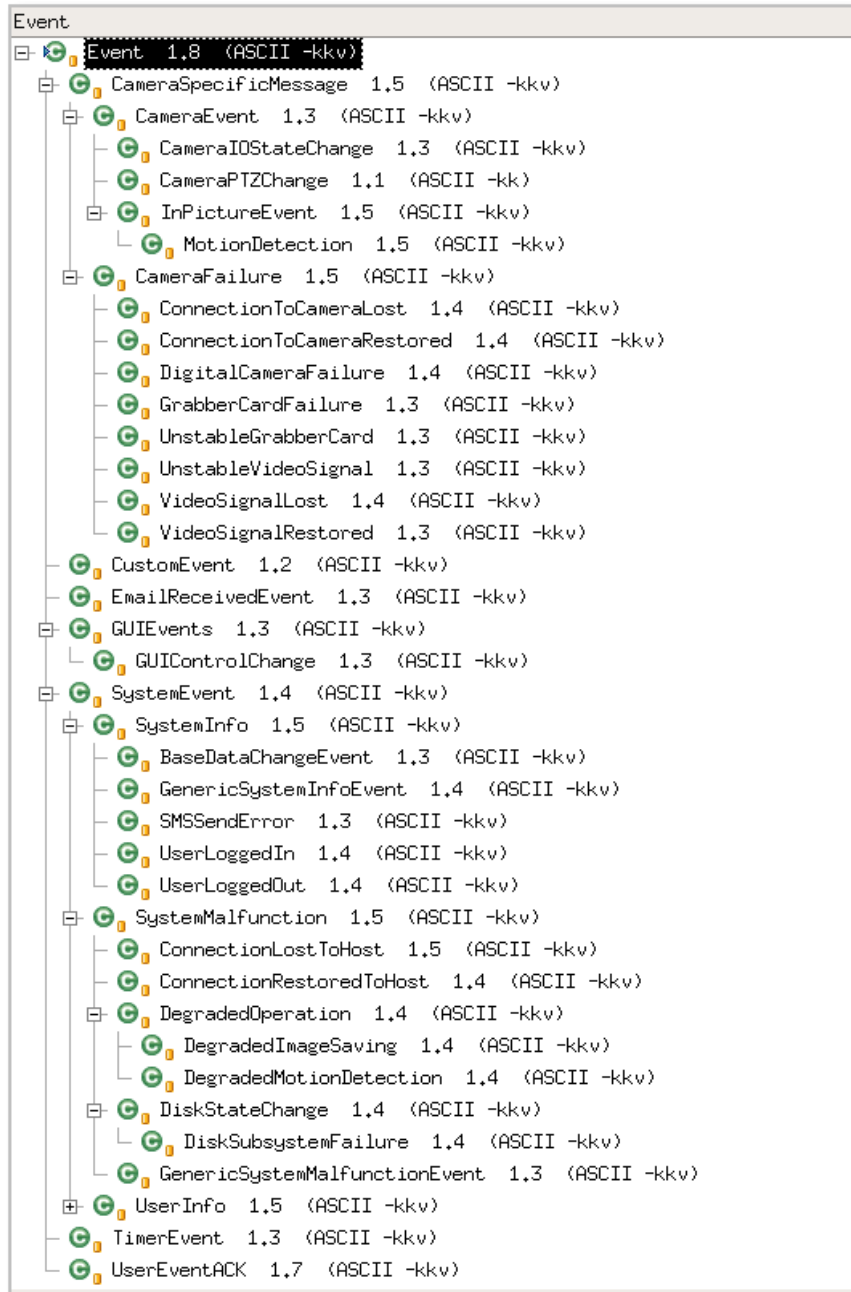 Event
Event 1.8 (ASCII -kkv)
CameraSpecificMessage 1.5 (ASCII -kkv)
CameraEvent 1.3 (ASCII -kkv)
CameraIOStateChange 1.3 (ASCII -kkv)
CameraPTZChange 1.1 (ASCII -kk)
InPictureEvent 1.5 (ASCII -kkv)
MotionDetection 1.5 (ASCII -kkv)
CameraFailure 1.5 (ASCII -kkv)
ConnectionToCameraLost 1.4 (ASCII -kkv)
ConnectionToCameraRestored 1.4 (ASCII -kkv)
DigitalCameraFailure 1.4 (ASCII -kkv)
GrabberCardFailure 1.3 (ASCII -kkv)
UnstableGrabberCard 1.3 (ASCII -kkv)
UnstableVideoSignal 1.3 (ASCII -kkv)
VideoSignalLost 1.4 (ASCII -kkv)
VideoSignalRestored 1.3 (ASCII -kkv)
CustomEvent 1.2 (ASCII -kkv)
EmailReceivedEvent 1.3 (ASCII -kkv)
GUIEvents 1.3 (ASCII -kkv)
GUIControlChange 1.3 (ASCII -kkv)
SystemEvent 1.4 (ASCII -kkv)
SystemInfo 1.5 (ASCII -kkv)
BaseDataChangeEvent 1.3 (ASCII -kkv)
GenericSystemInfoEvent 1.4 (ASCII -kkv)
SMSSendError 1.3 (ASCII -kkv)
UserLoggedIn 1.4 (ASCII -kkv)
UserLoggedOut 1.4 (ASCII -kkv)
SystemMalfunction 1.5 (ASCII -kkv)
ConnectionLostToHost 1.5 (ASCII -kkv)
ConnectionRestoredToHost 1.4 (ASCII -kkv)
DegradedOperation 1.4 (ASCII -kkv)
DegradedImageSaving 1.4 (ASCII -kkv)
DegradedMotionDetection 1.4 (ASCII -kkv)
DiskStateChange 1.4 (ASCII -kkv)
DiskSubsystemFailure 1.4 (ASCII -kkv)
GenericSystemMalfunctionEvent 1.3 (ASCII -kkv)
UserInfo 1.5 (ASCII -kkv)
TimerEvent 1.3 (ASCII -kkv)
UserEventACK 1.7 (ASCII -kkv)